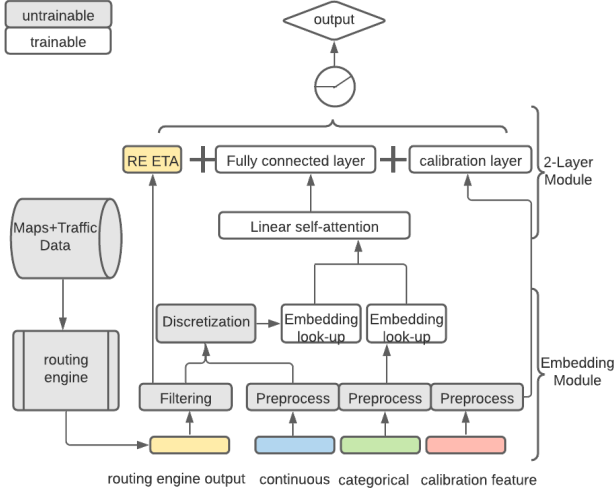 untrainable
trainable
output
RE ETA
Fully connected layer
calibration layer
2-Layer
Module
Linear self-attention
Maps+Traffic
Data
Discretization
Embedding
look-up
Embedding
look-up
routing
engine
Embedding
Module
Filtering
Preprocess
Preprocess
Preprocess
routing engine output
continuous
categorical
calibration feature